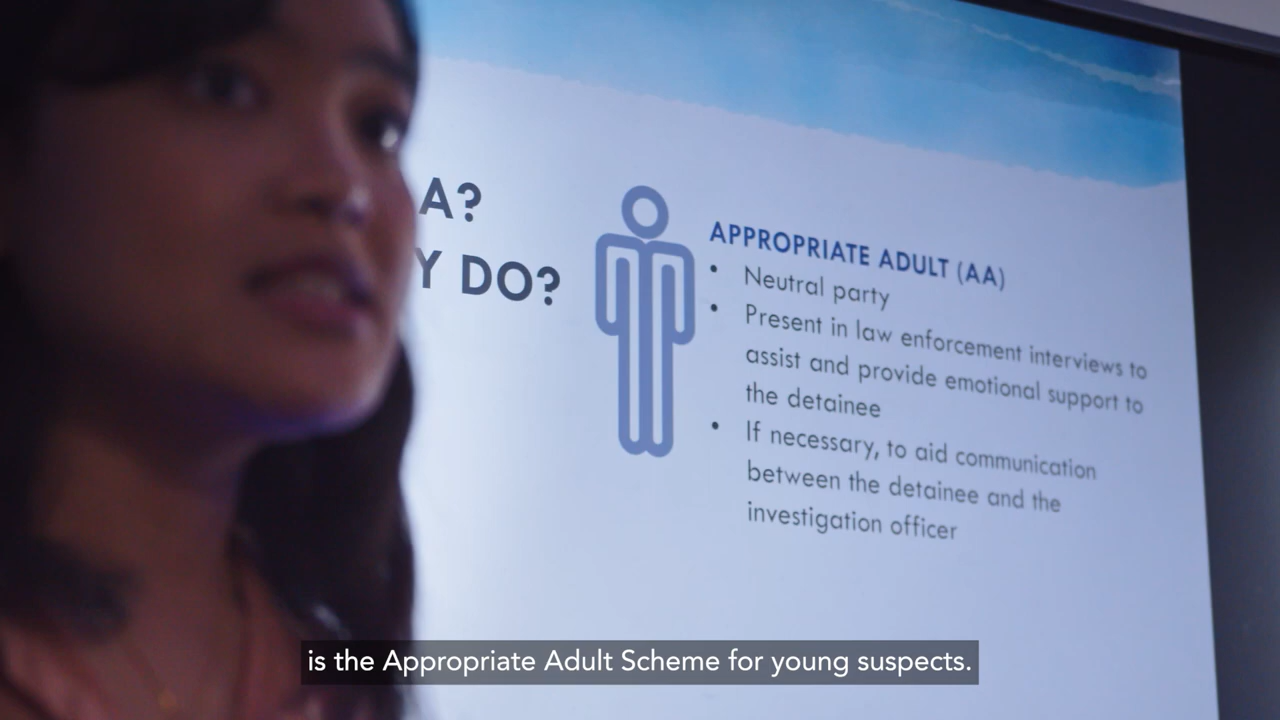 A?
Y DO?
APPROPRIATE ADULT (AA)
• Neutral party
• Present in law enforcement interviews to
assist and provide emotional support to
the detainee
• If necessary, to aid communication
between the detainee and the
investigation officer
is the Appropriate Adult Scheme for young suspects.